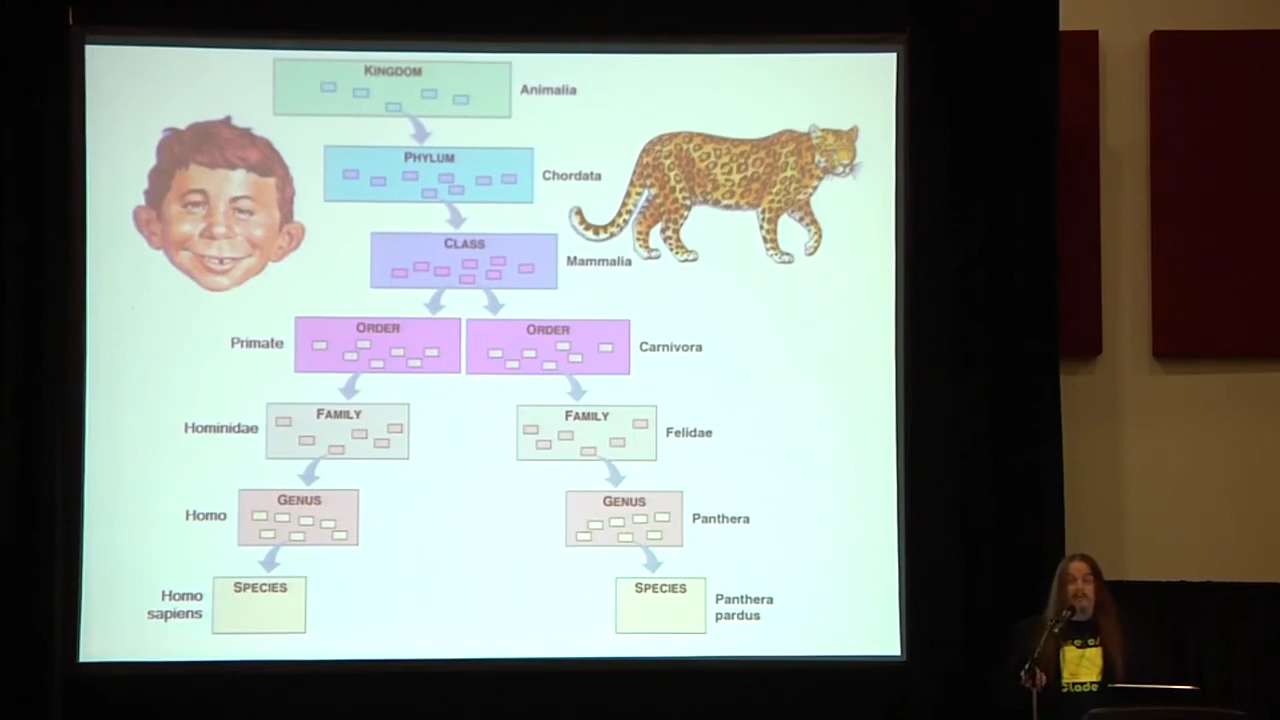 KINGDOM
Animalia
PHYLUM
Chordata
CLASS
Mammalia
Primate
ORDER
ORDER
Carnivora
Hominidae
FAMILY
FAMILY
Felidae
Homo
GENUS
GENUS
Panthera
Homo
sapiens
SPECIES
SPECIES
Panthera
pardus
Slade